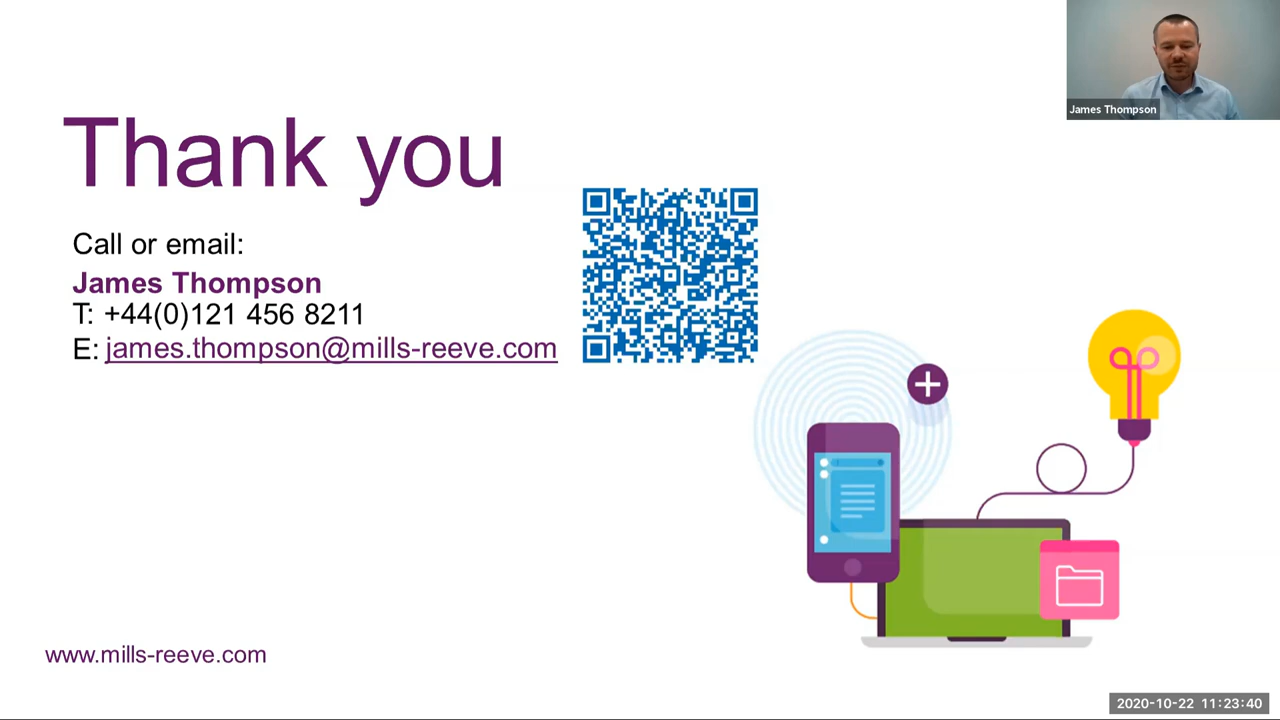 James Thompson
Thank you
Call or email:
James Thompson
T: +44(0)121 456 8211
E: james.thompson@mills-reeve.com
www.mills-reeve.com
2020-10-22 11:23:40